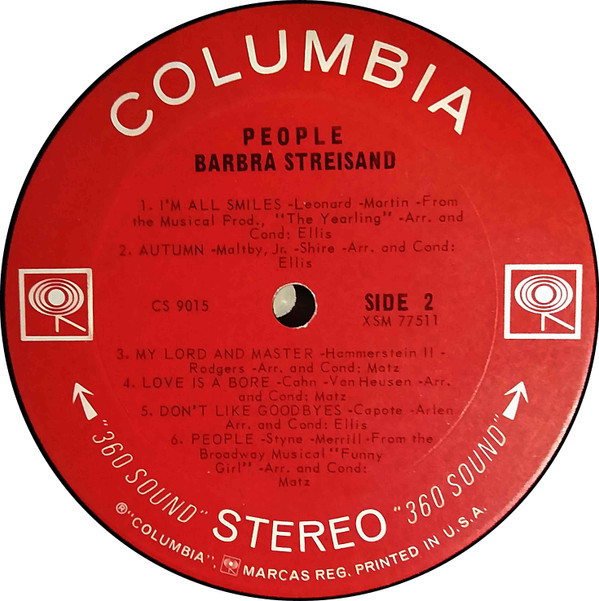 COLUMBIA
PEOPLE
BARBRA STREISAND
1. I'M ALL SMILES -Leonard -Martin -From
the Musical Prod., "The Yearling" -Arr. and
Cond: Ellis
2. AUTUMN -Maltby, Jr. -Shire -Arr. and Cond:
Ellis
CS 9015
SIDE 2
XSM 77511
3. MY LORD AND MASTER -Hammerstein II -
Rodgers -Arr. and Cond: Matz
4. LOVE IS A BORE -Cahn -Van Heusen -Arr.
and Cond: Matz
5. DON'T LIKE GOODBYES -Capote -Arlen
Arr. and Cond: Ellis
6. PEOPLE -Styne -Merrill -From the
Broadway Musical "Funny
Girl" -Arr. and Cond:
Matz
"360 SOUND" STEREO "360 SOUND"
®"COLUMBIA", MARCAS REG. PRINTED IN U.S.A.